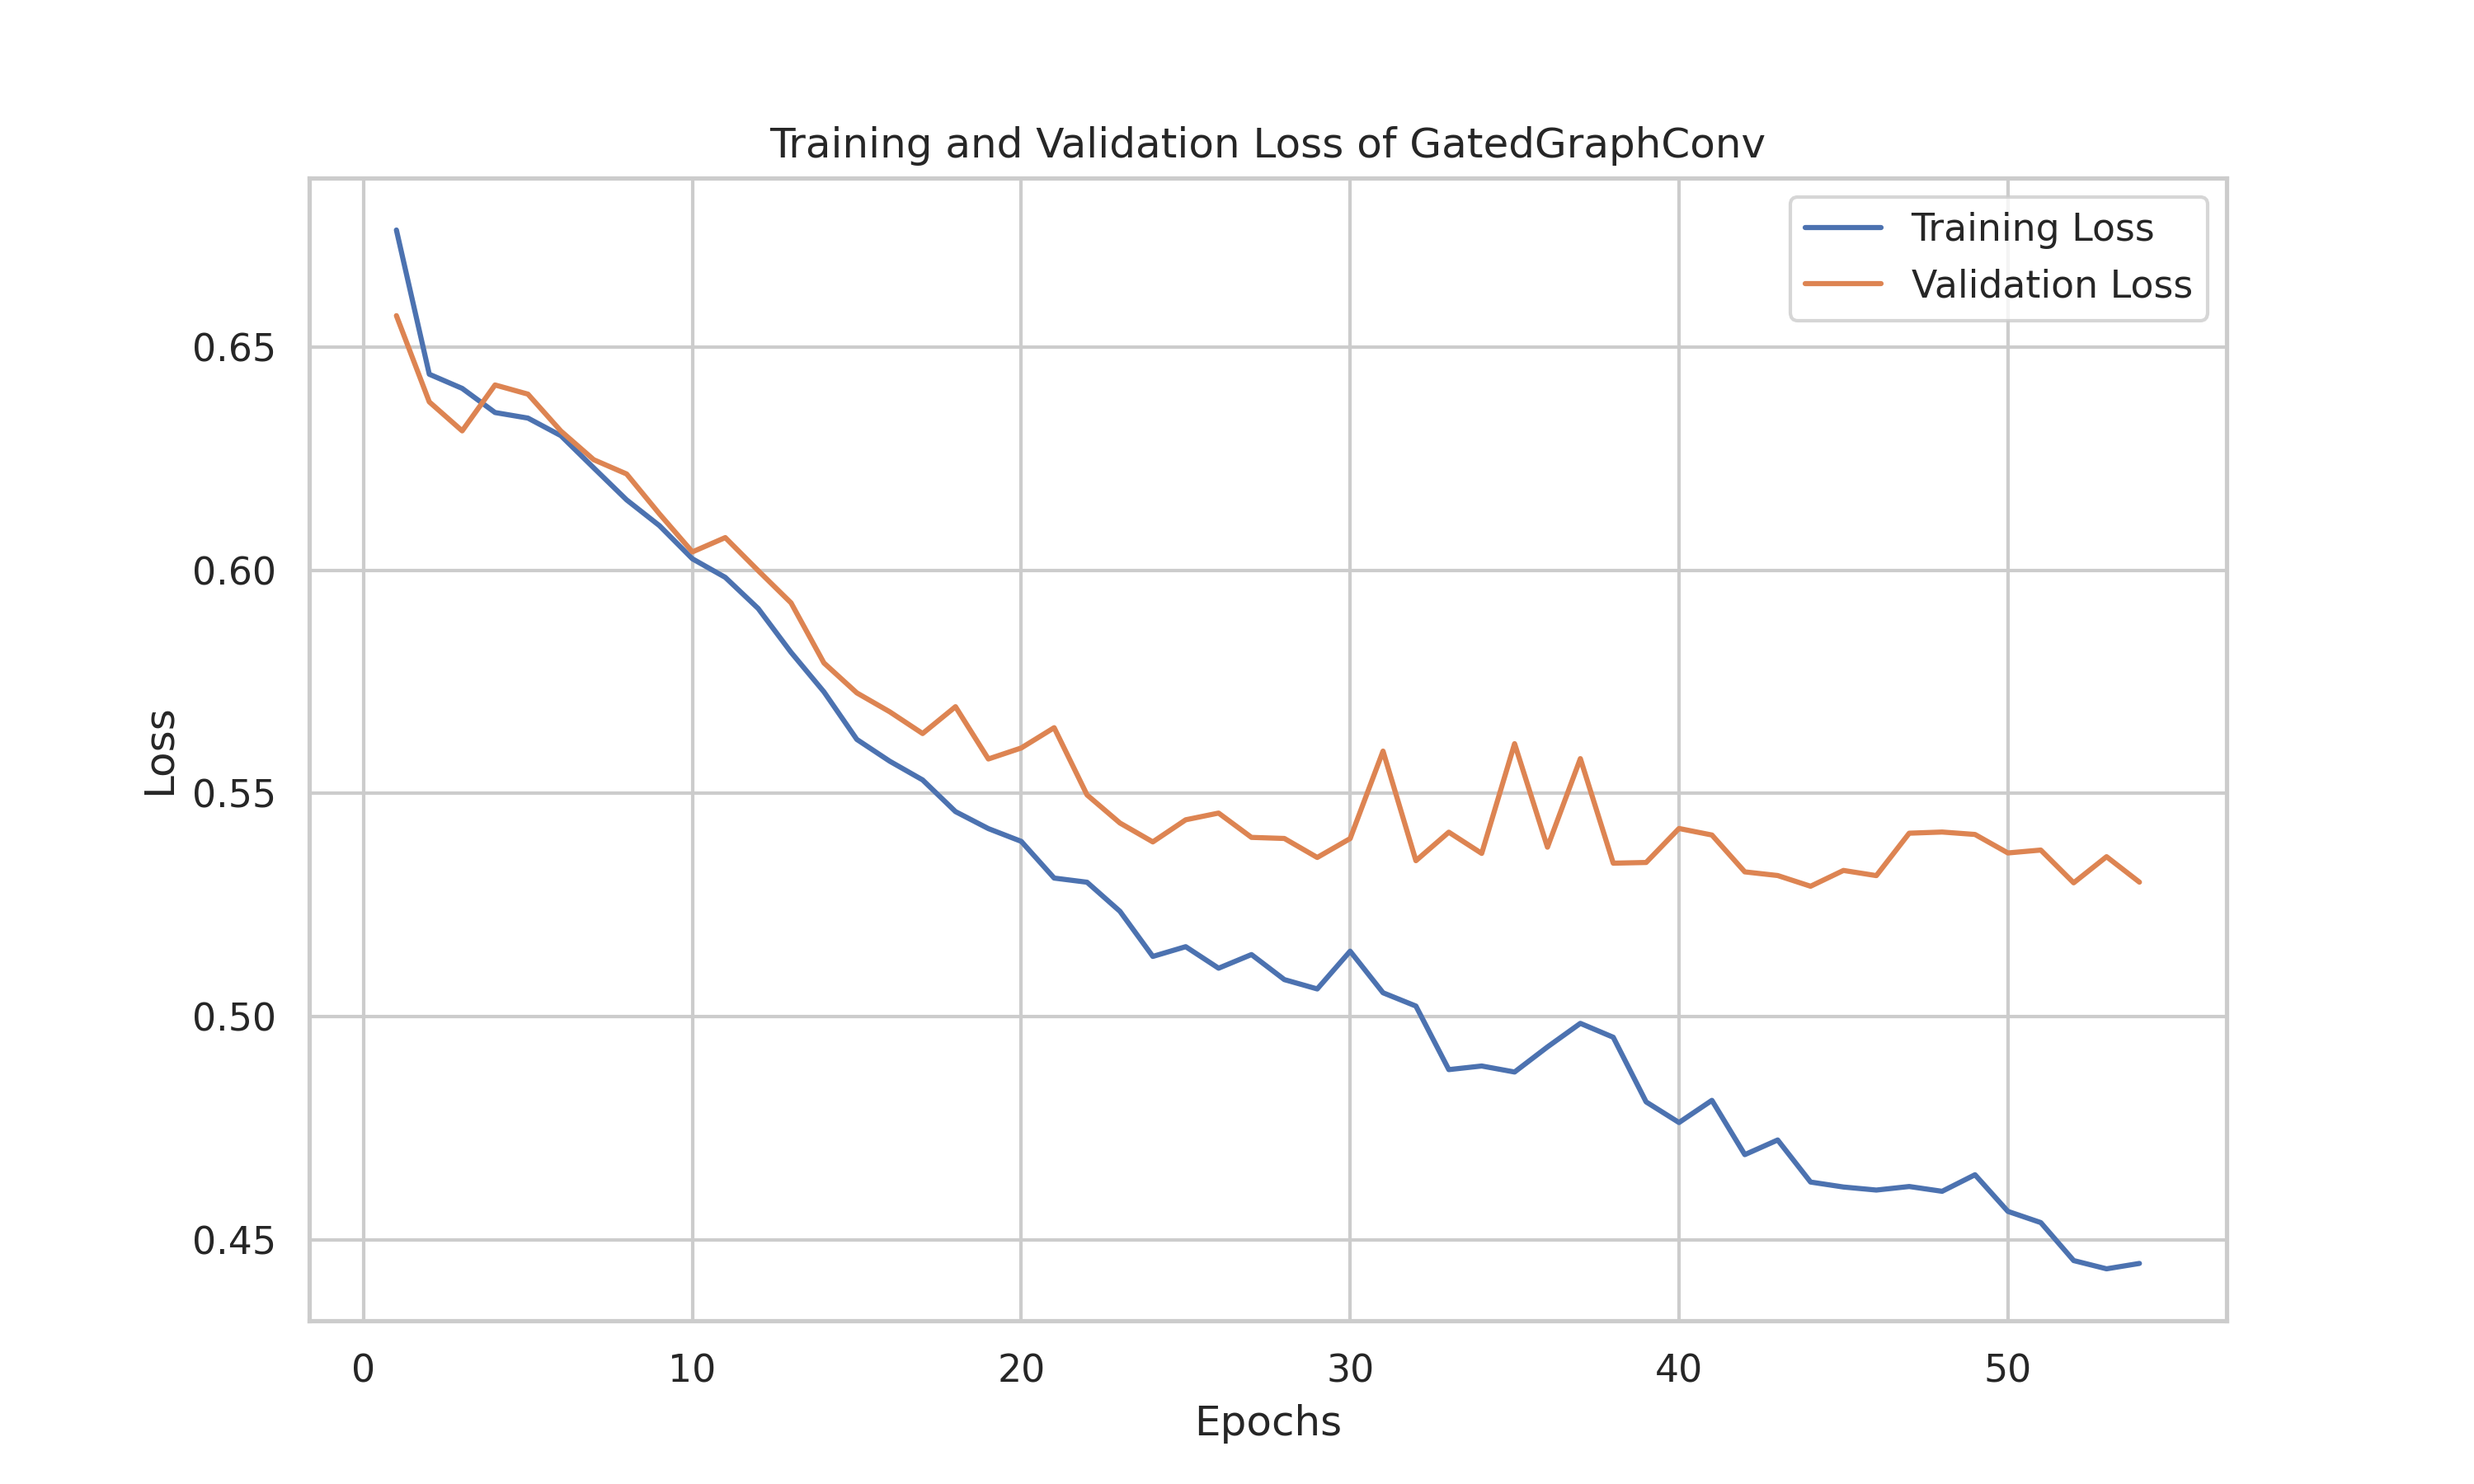 Training and Validation Loss of GatedGraphConv
Training Loss
Validation Loss
Loss
0.65
0.60
0.55
0.50
0.45
0
10
20
30
40
50
Epochs